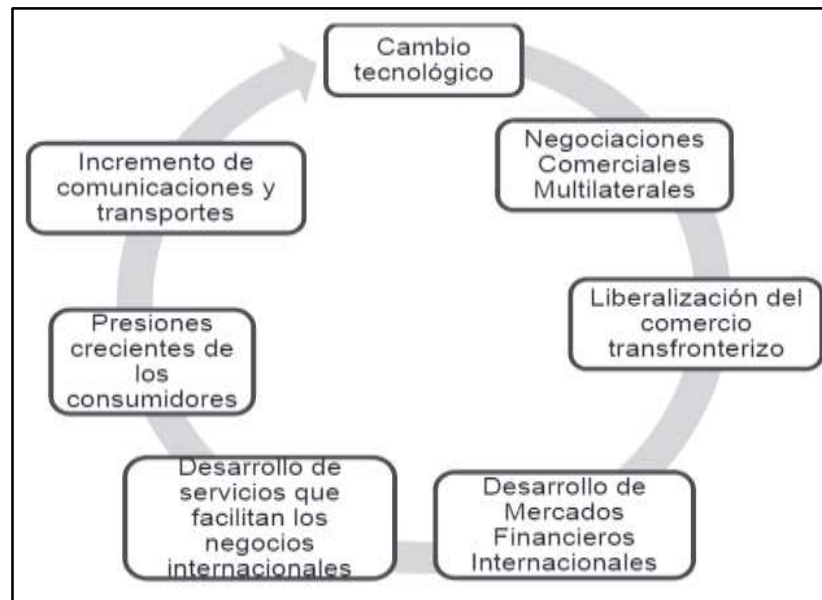 Cambio
tecnológico
Negociaciones
Comerciales
Multilaterales
Liberalización del
comercio
transfronterizo
Desarrollo de
Mercados
Financieros
Internacionales
Desarrollo de
servicios que
facilitan los
negocios
internacionales
Presiones
crecientes de
los
consumidores
Incremento de
comunicaciones y
transportes